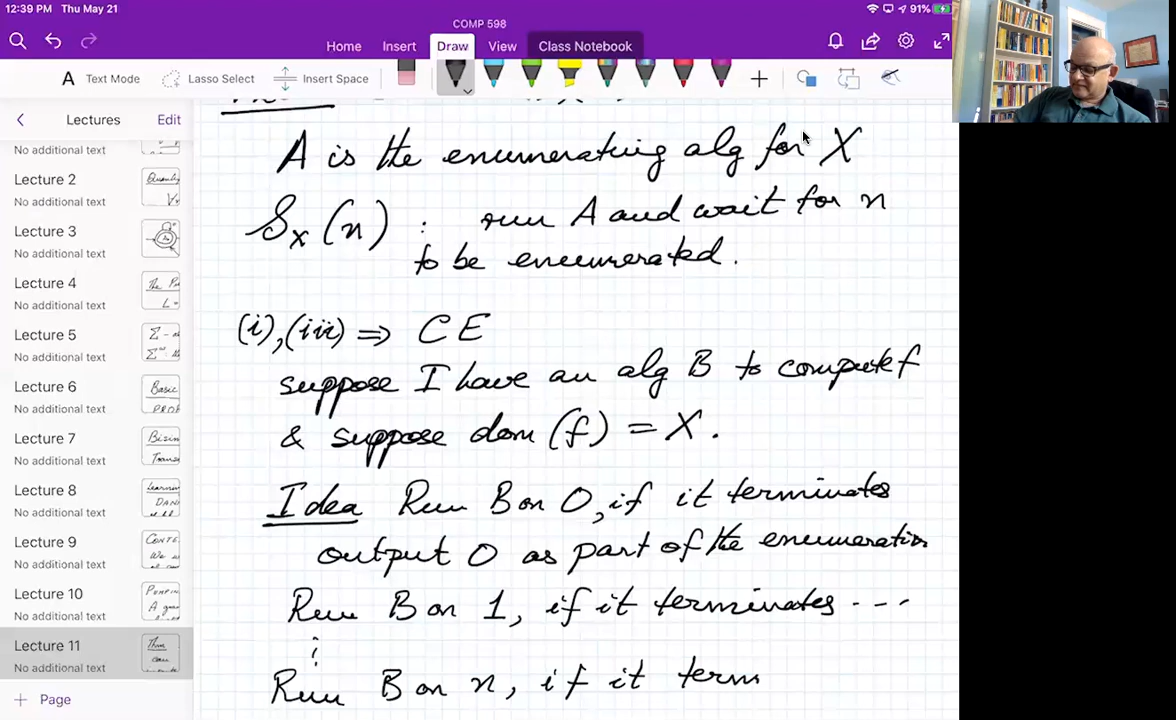 12:39 PM Thu May 21
91%
COMP 598
Home Insert Draw View Class Notebook
A Text Mode Lasso Select Insert Space
Lectures Edit
No additional text
Lecture 2
No additional text
Lecture 3
No additional text
Lecture 4
No additional text
Lecture 5
No additional text
Lecture 6
No additional text
Lecture 7
No additional text
Lecture 8
No additional text
Lecture 9
No additional text
Lecture 10
No additional text
Lecture 11
No additional text
+ Page
A is the enumerating alg for X
S_X (n) : run A and wait for n
to be enumerated.
(i), (iii) ⇒ CE
suppose I have an alg B to compute f
& suppose dom (f) = X.
Idea Run B on 0, if it terminates
output 0 as part of the enumeration
Run B on 1, if it terminates ...
⋮
Run B on n, if it term